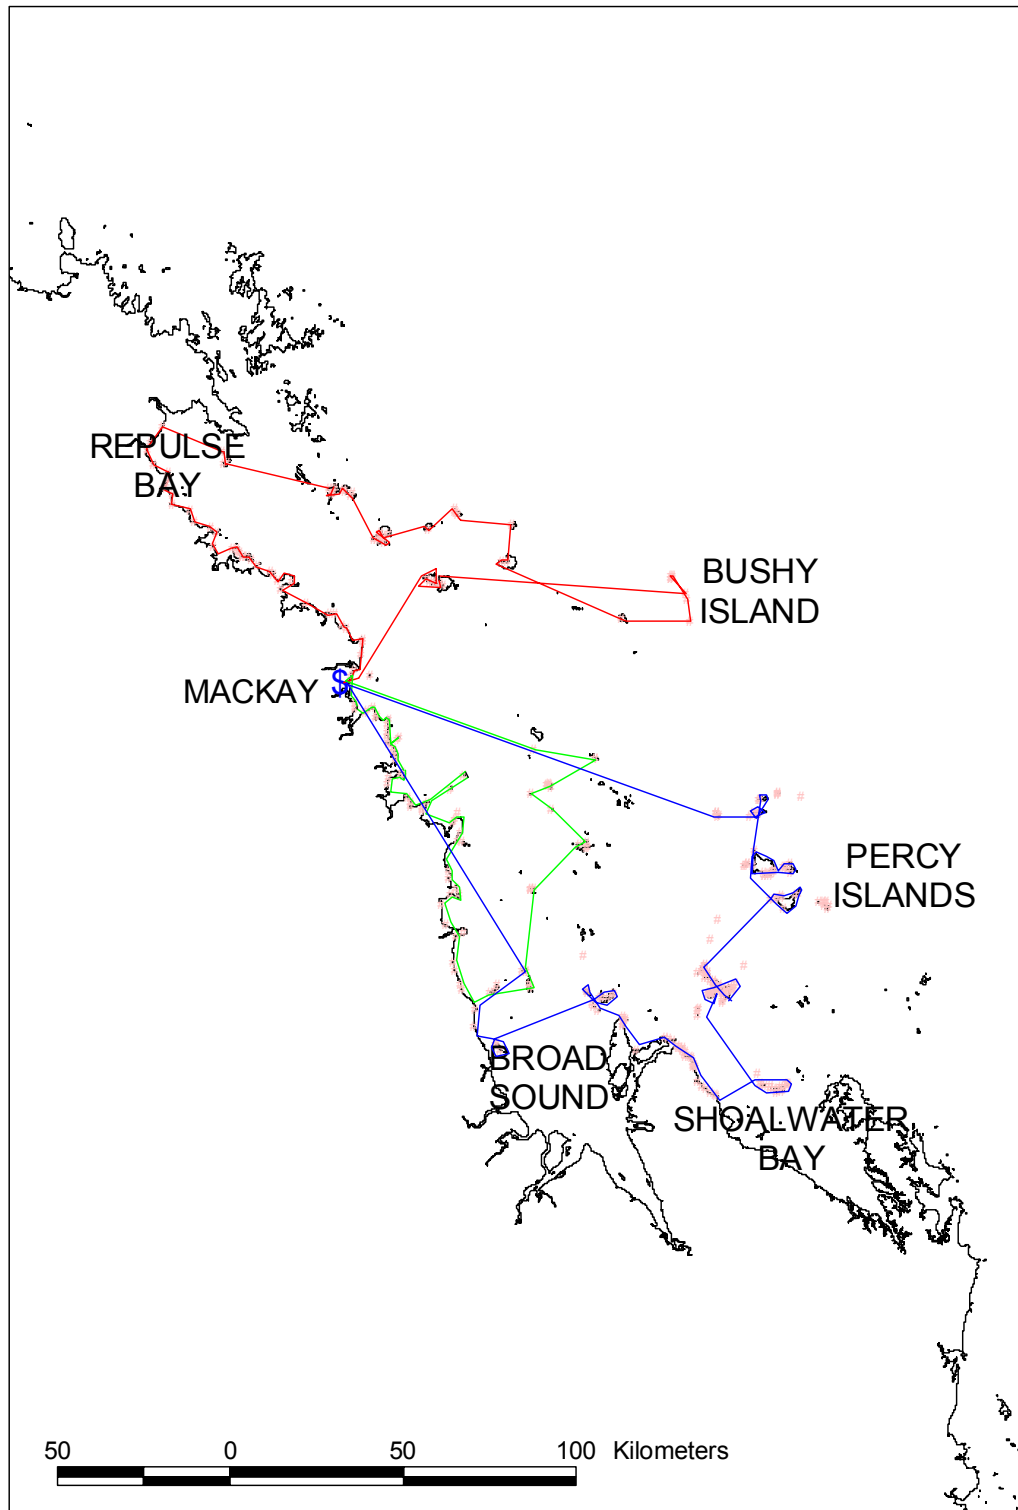 REPULSE
BAY
BUSHY
ISLAND
MACKAY $
PERCY
ISLANDS
BROAD
SOUND
SHOALWATER
BAY
50 0 50 100 Kilometers